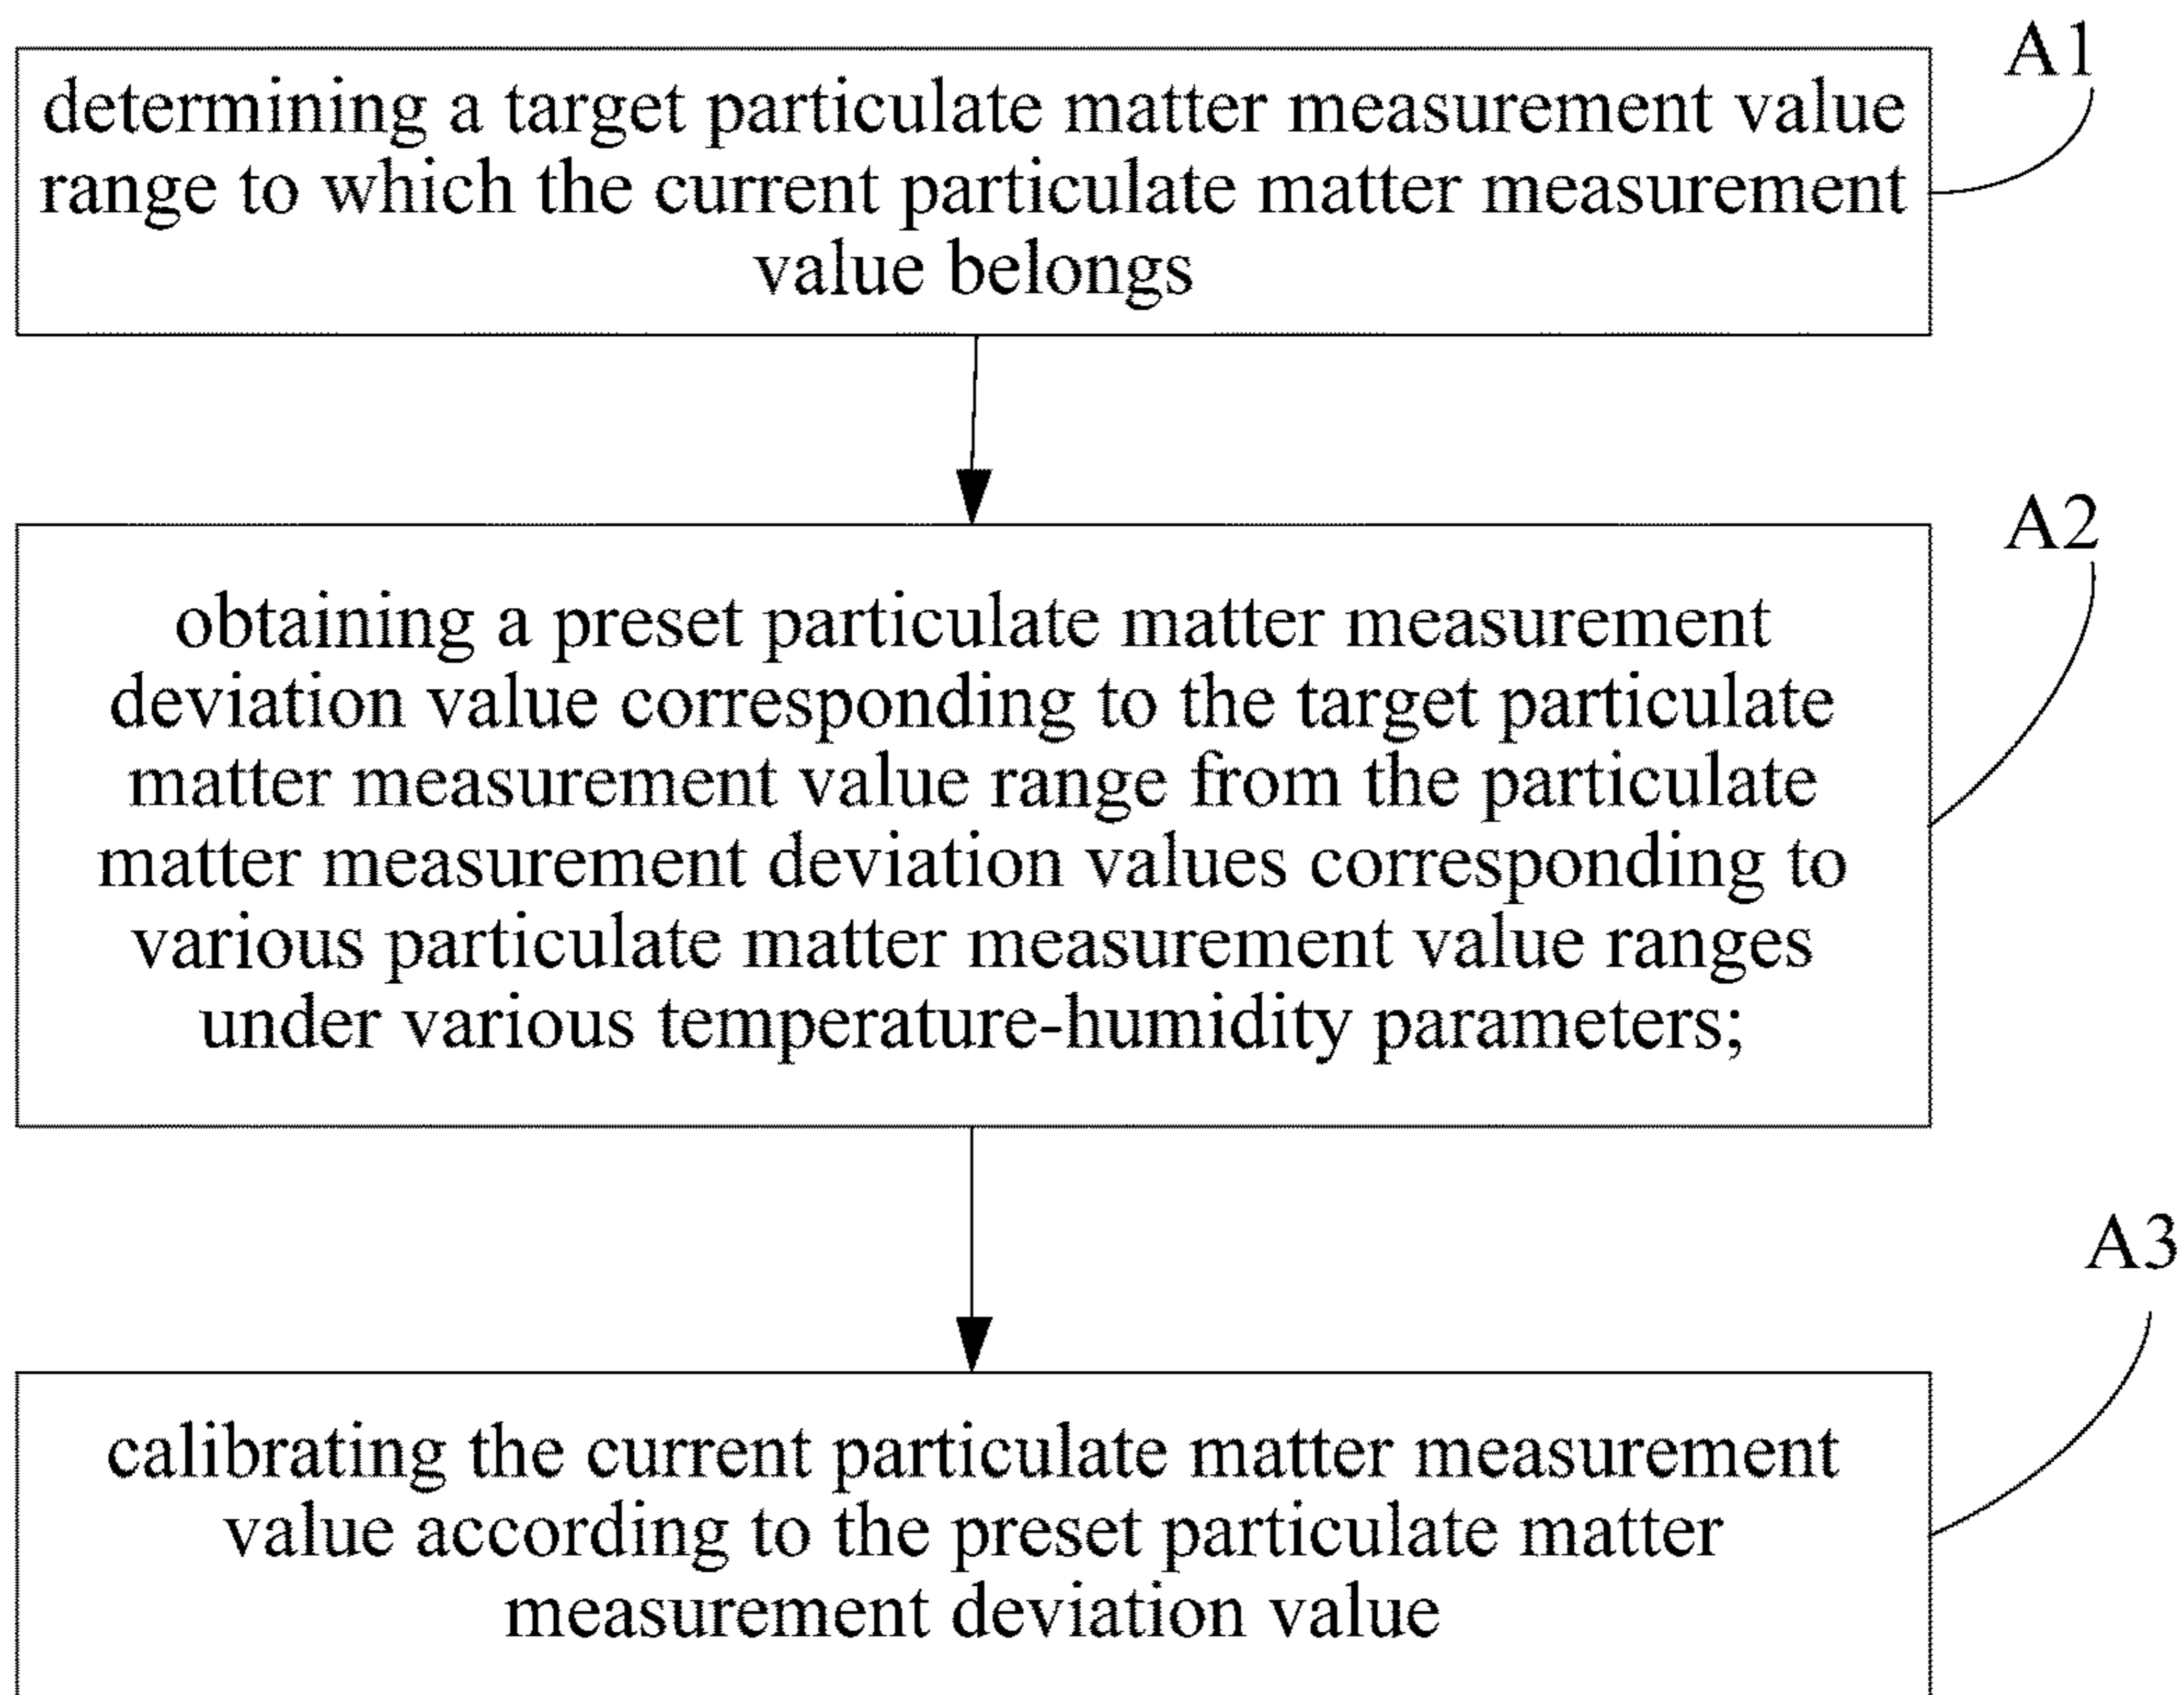 A1
determining a target particulate matter measurement value
range to which the current particulate matter measurement
value belongs
A2
obtaining a preset particulate matter measurement
deviation value corresponding to the target particulate
matter measurement value range from the particulate
matter measurement deviation values corresponding to
various particulate matter measurement value ranges
under various temperature-humidity parameters;
A3
calibrating the current particulate matter measurement
value according to the preset particulate matter
measurement deviation value